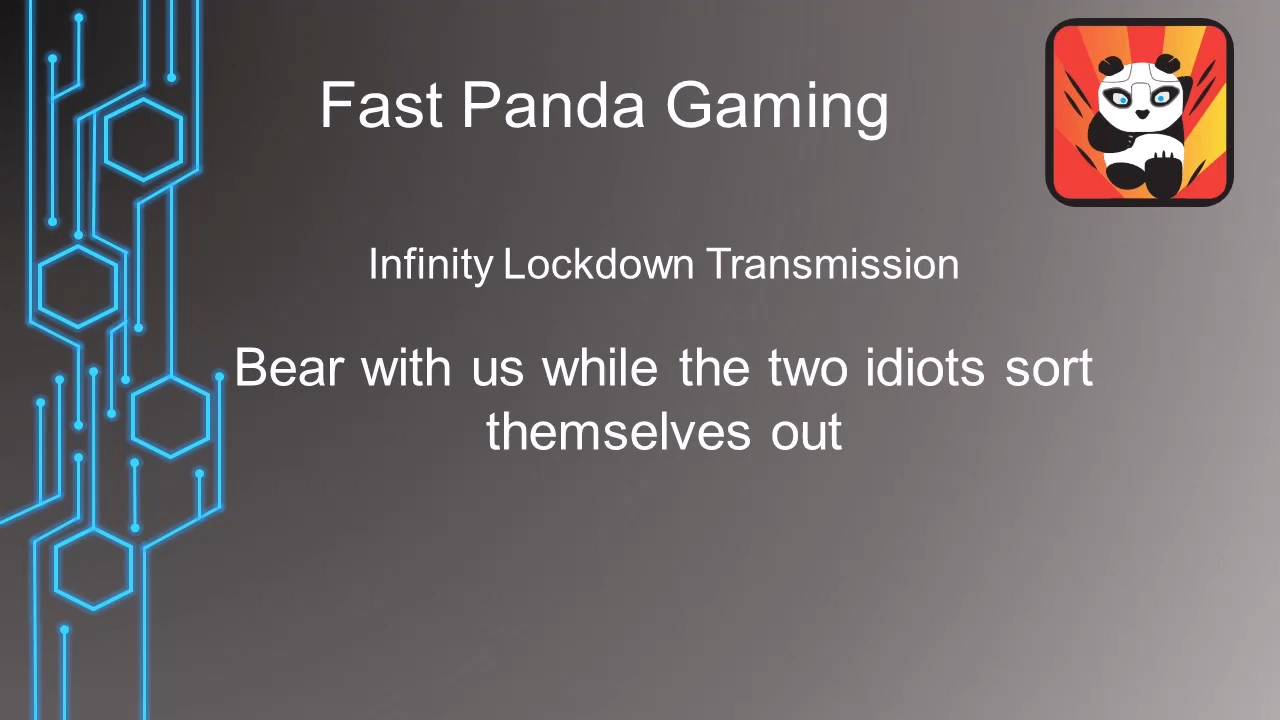 Fast Panda Gaming
Infinity Lockdown Transmission
Bear with us while the two idiots sort
themselves out